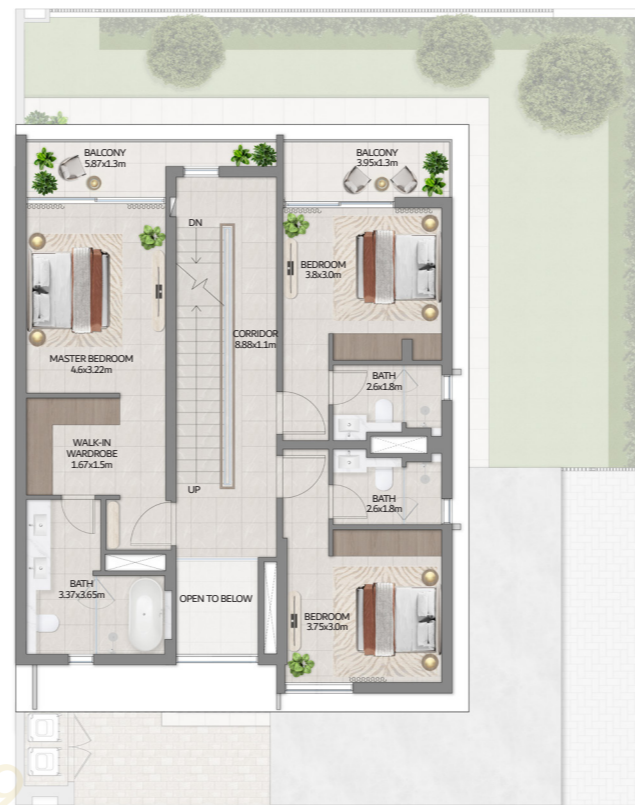 BALCONY
5.87x1.3m
BALCONY
3.95x1.3m
DN
BEDROOM
3.8x3.0m
CORRIDOR
8.88x1.1m
MASTER BEDROOM
4.6x3.22m
BATH
2.6x1.8m
WALK-IN
WARDROBE
1.67x1.5m
UP
BATH
2.6x1.8m
BATH
3.37x3.65m
OPEN TO BELOW
BEDROOM
3.75x3.0m